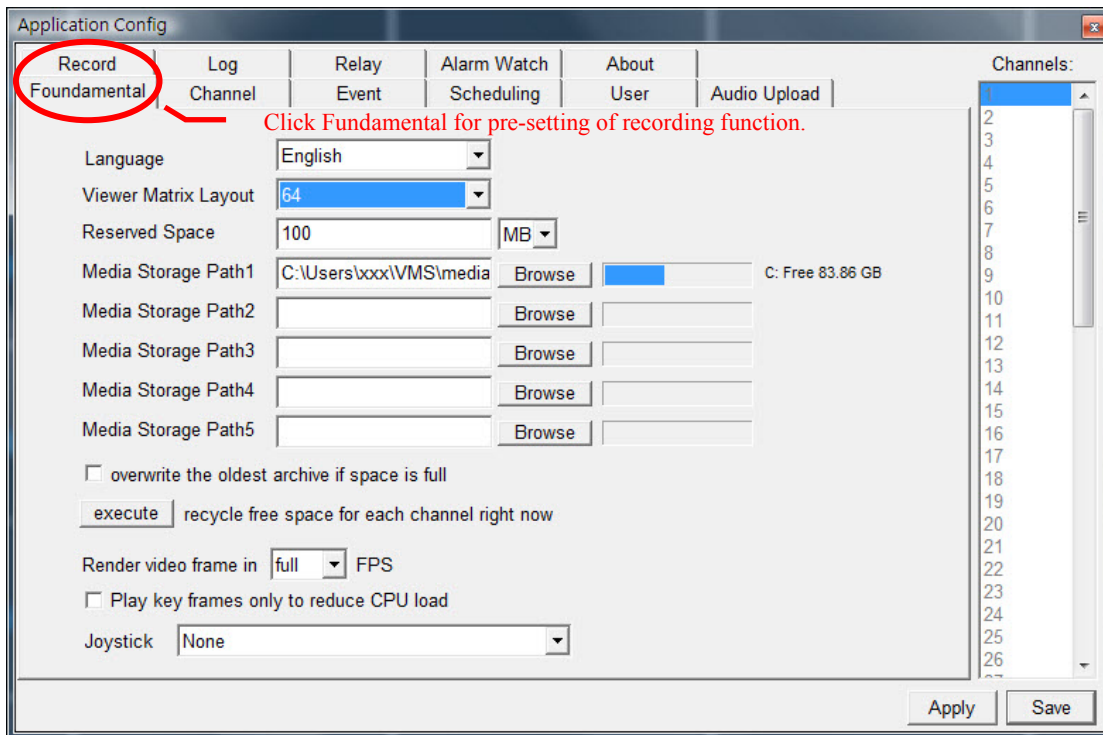 Application Config
Record Log Relay Alarm Watch About
Foundamental Channel Event Scheduling User Audio Upload
Click Fundamental for pre-setting of recording function.
Language English
Viewer Matrix Layout 64
Reserved Space 100 MB
Media Storage Path1 C:\Users\xxx\VMS\media Browse C: Free 83.86 GB
Media Storage Path2 Browse
Media Storage Path3 Browse
Media Storage Path4 Browse
Media Storage Path5 Browse
overwrite the oldest archive if space is full
execute recycle free space for each channel right now
Render video frame in full FPS
Play key frames only to reduce CPU load
Joystick None
Channels:
1
2
3
4
5
6
7
8
9
10
11
12
13
14
15
16
17
18
19
20
21
22
23
24
25
26
Apply Save